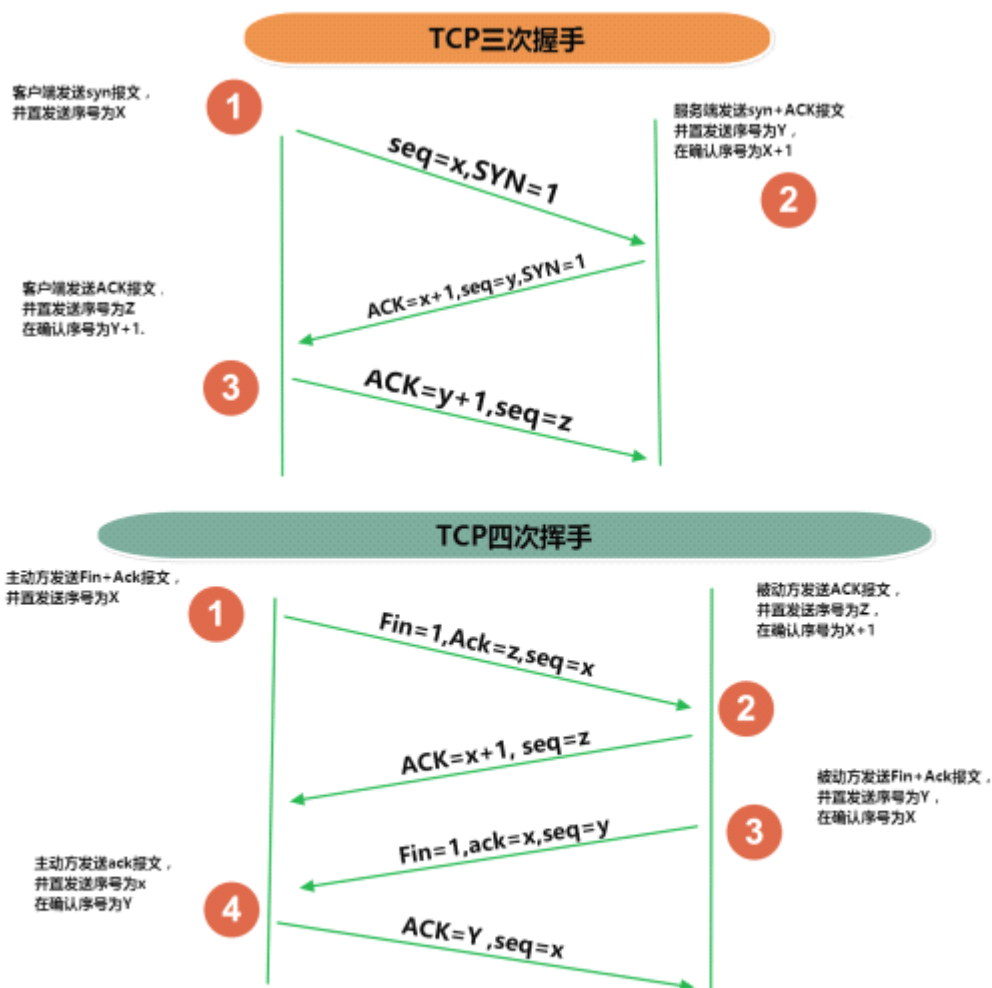 TCP三次握手
客户端发送syn报文，
并置发送序号为X
1
服务端发送syn+ACK报文
并置发送序号为Y，
在确认序号为X+1
2
seq=x,SYN=1
ACK=x+1,seq=y,SYN=1
客户端发送ACK报文，
并置发送序号为Z
在确认序号为Y+1.
3
ACK=y+1,seq=z
TCP四次挥手
主动方发送Fin+Ack报文，
并置发送序号为X
1
被动方发送ACK报文，
并置发送序号为Z，
在确认序号为X+1
Fin=1,Ack=z,seq=x
2
ACK=x+1, seq=z
被动方发送Fin+Ack报文，
并置发送序号为Y，
在确认序号为X
3
Fin=1,ack=x,seq=y
主动方发送ack报文，
并置发送序号为x
在确认序号为Y
4
ACK=Y ,seq=x